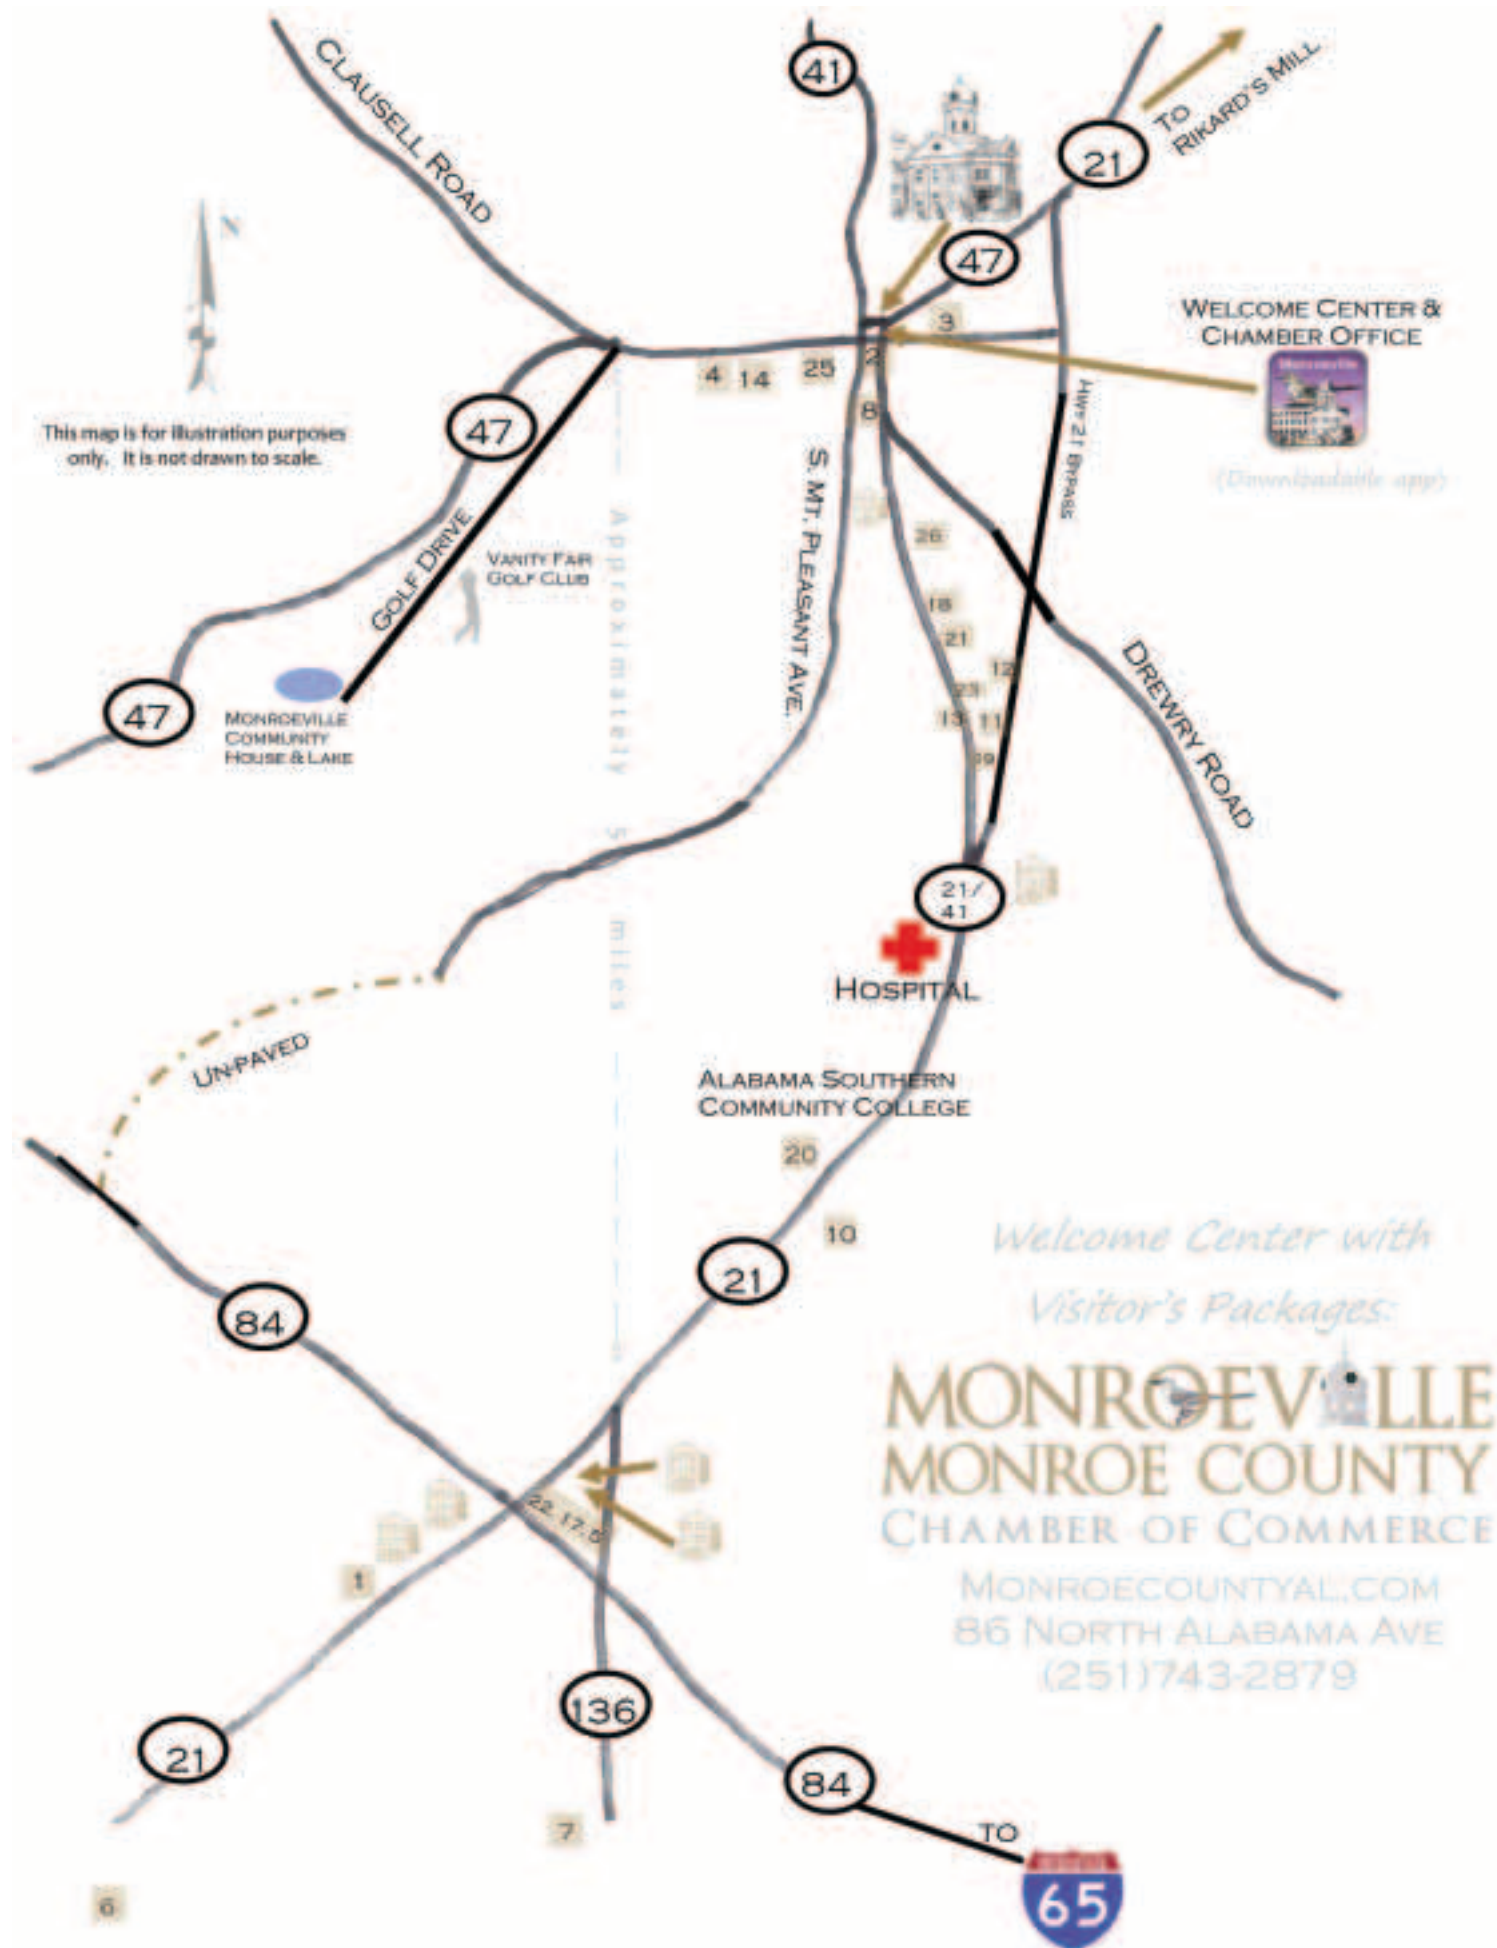 CLAUSELL ROAD
41
TO
RIKARD'S MILL
21
N
47
WELCOME CENTER &
CHAMBER OFFICE
Monroeville
(Downloadable app)
3
2
4
14
25
8
This map is for illustration purposes
only. It is not drawn to scale.
47
HWY 21 BYPASS
S. MT. PLEASANT AVE.
GOLF DRIVE
VANITY FAIR
GOLF CLUB
Approximately 5 miles
26
18
21
12
23
13
11
19
47
MONROEVILLE
COMMUNITY
HOUSE & LAKE
DREWRY ROAD
21/
41
HOSPITAL
UN-PAVED
ALABAMA SOUTHERN
COMMUNITY COLLEGE
20
10
21
84
Welcome Center with
Visitor's Packages:
MONROEVILLE
MONROE COUNTY
CHAMBER OF COMMERCE
MONROECOUNTYAL.COM
86 NORTH ALABAMA AVE
(251)743-2879
22, 17,
1
136
21
84
7
TO
6
65